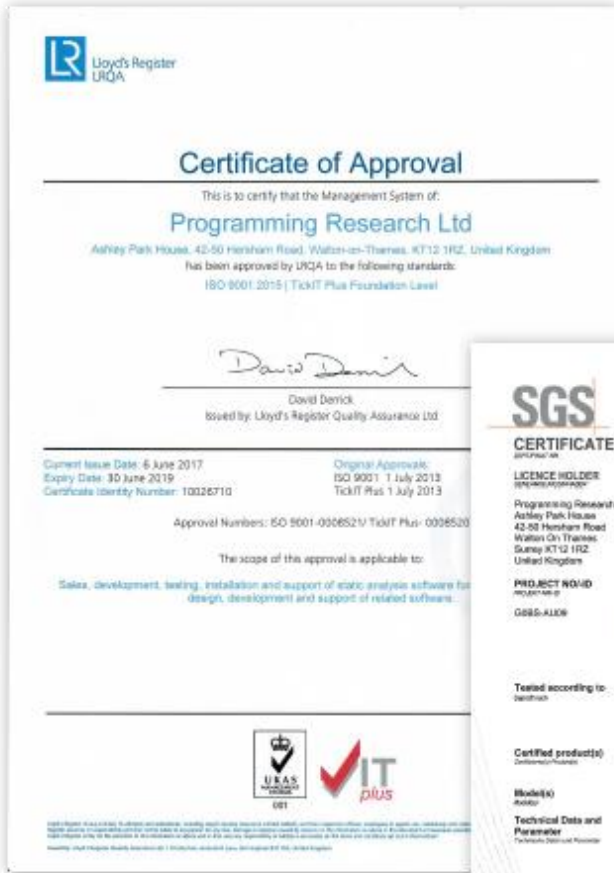 LR
Lloyd's Register
LRQA
Certificate of Approval
This is to certify that the Management System of:
Programming Research Ltd
Ashley Park House, 42-50 Hersham Road, Walton-on-Thames, KT12 1RZ, United Kingdom
has been approved by LRQA to the following standards:
ISO 9001:2015 | TickIT Plus Foundation Level
David Derrick
Issued by: Lloyd's Register Quality Assurance Ltd
Current Issue Date: 6 June 2017
Expiry Date: 30 June 2019
Certificate Identity Number: 10026710
Original Approvals:
ISO 9001 1 July 2013
TickIT Plus 1 July 2013
Approval Numbers: ISO 9001-0008521/ TickIT Plus- 0008520
The scope of this approval is applicable to:
Sales, development, testing, installation and support of static analysis software for
design, development and support of related software.
UKAS
MANAGEMENT
SYSTEMS
001
IT
plus
SGS
CERTIFICATE
LICENCE HOLDER
Programming Research
Ashley Park House
42-50 Hersham Road
Walton On Thames
Surrey KT12 1RZ
United Kingdom
PROJECT NO/-ID
Tested according to
Certified product(s)
Model(s)
Technical Data and
Parameter